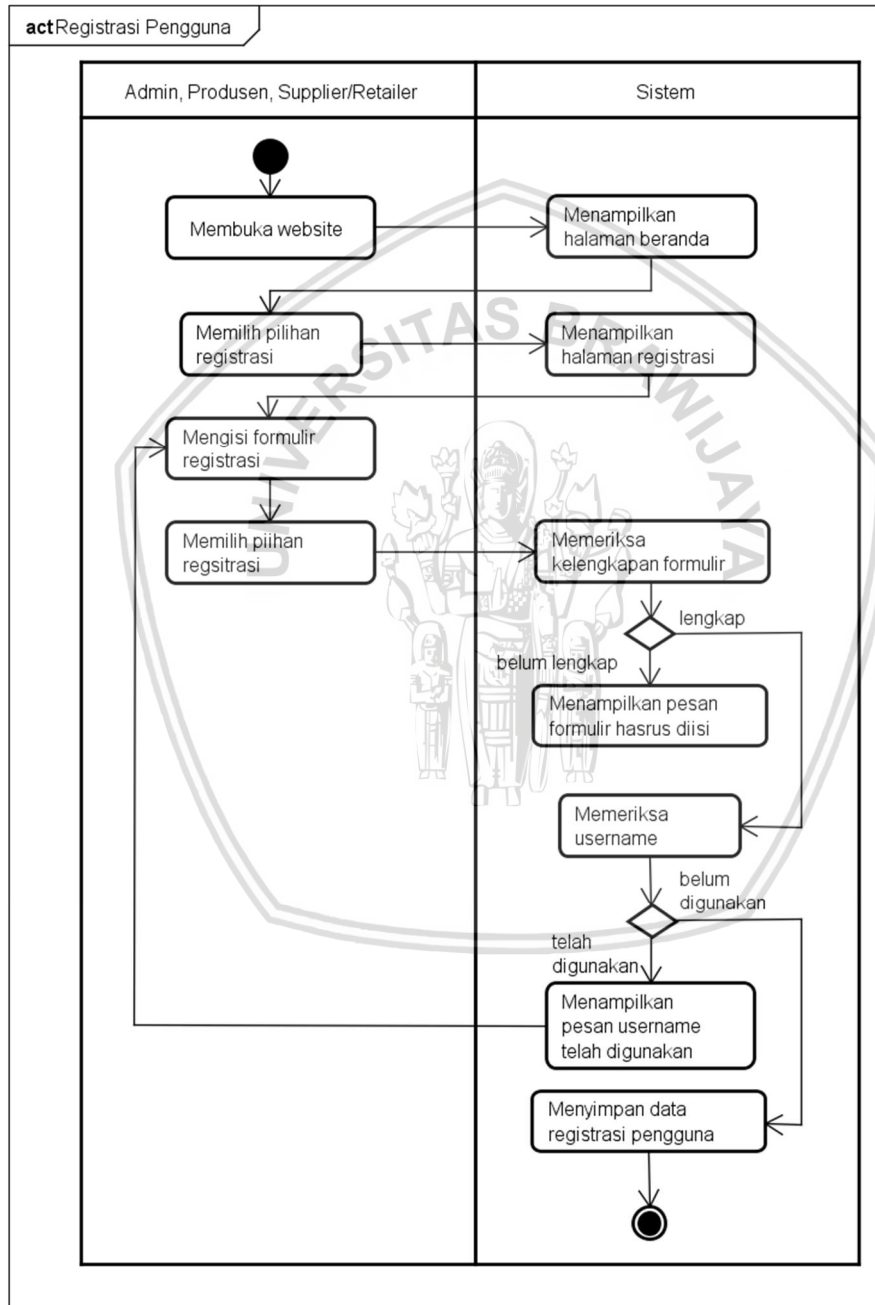 act Registrasi Pengguna
Admin, Produsen, Supplier/Retailer
Sistem
Membuka website
Menampilkan
halaman beranda
Memilih pilihan
registrasi
Menampilkan
halaman registrasi
Mengisi formulir
registrasi
Memilih piihan
regsitrasi
Memeriksa
kelengkapan formulir
lengkap
belum lengkap
Menampilkan pesan
formulir hasrus diisi
Memeriksa
username
belum
digunakan
telah
digunakan
Menampilkan
pesan username
telah digunakan
Menyimpan data
registrasi pengguna
UNIVERSITAS BRAWIJAYA